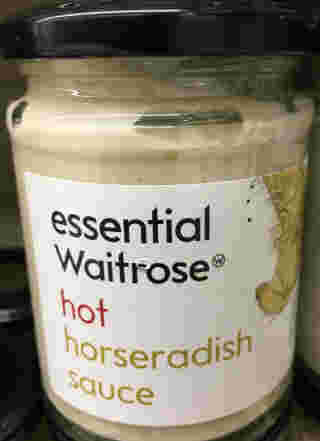 essential
Waitrose
hot
horseradish
sauce